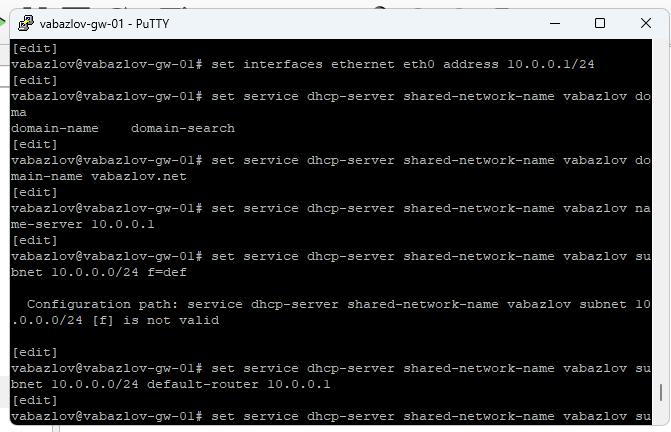 vabazlov-gw-01 - PuTTY
[edit]
vabazlov@vabazlov-gw-01# set interfaces ethernet eth0 address 10.0.0.1/24
[edit]
vabazlov@vabazlov-gw-01# set service dhcp-server shared-network-name vabazlov do
ma
domain-name    domain-search
[edit]
vabazlov@vabazlov-gw-01# set service dhcp-server shared-network-name vabazlov do
main-name vabazlov.net
[edit]
vabazlov@vabazlov-gw-01# set service dhcp-server shared-network-name vabazlov na
me-server 10.0.0.1
[edit]
vabazlov@vabazlov-gw-01# set service dhcp-server shared-network-name vabazlov su
bnet 10.0.0.0/24 f=def

  Configuration path: service dhcp-server shared-network-name vabazlov subnet 10
.0.0.0/24 [f] is not valid

[edit]
vabazlov@vabazlov-gw-01# set service dhcp-server shared-network-name vabazlov su
bnet 10.0.0.0/24 default-router 10.0.0.1
[edit]
vabazlov@vabazlov-gw-01# set service dhcp-server shared-network-name vabazlov su